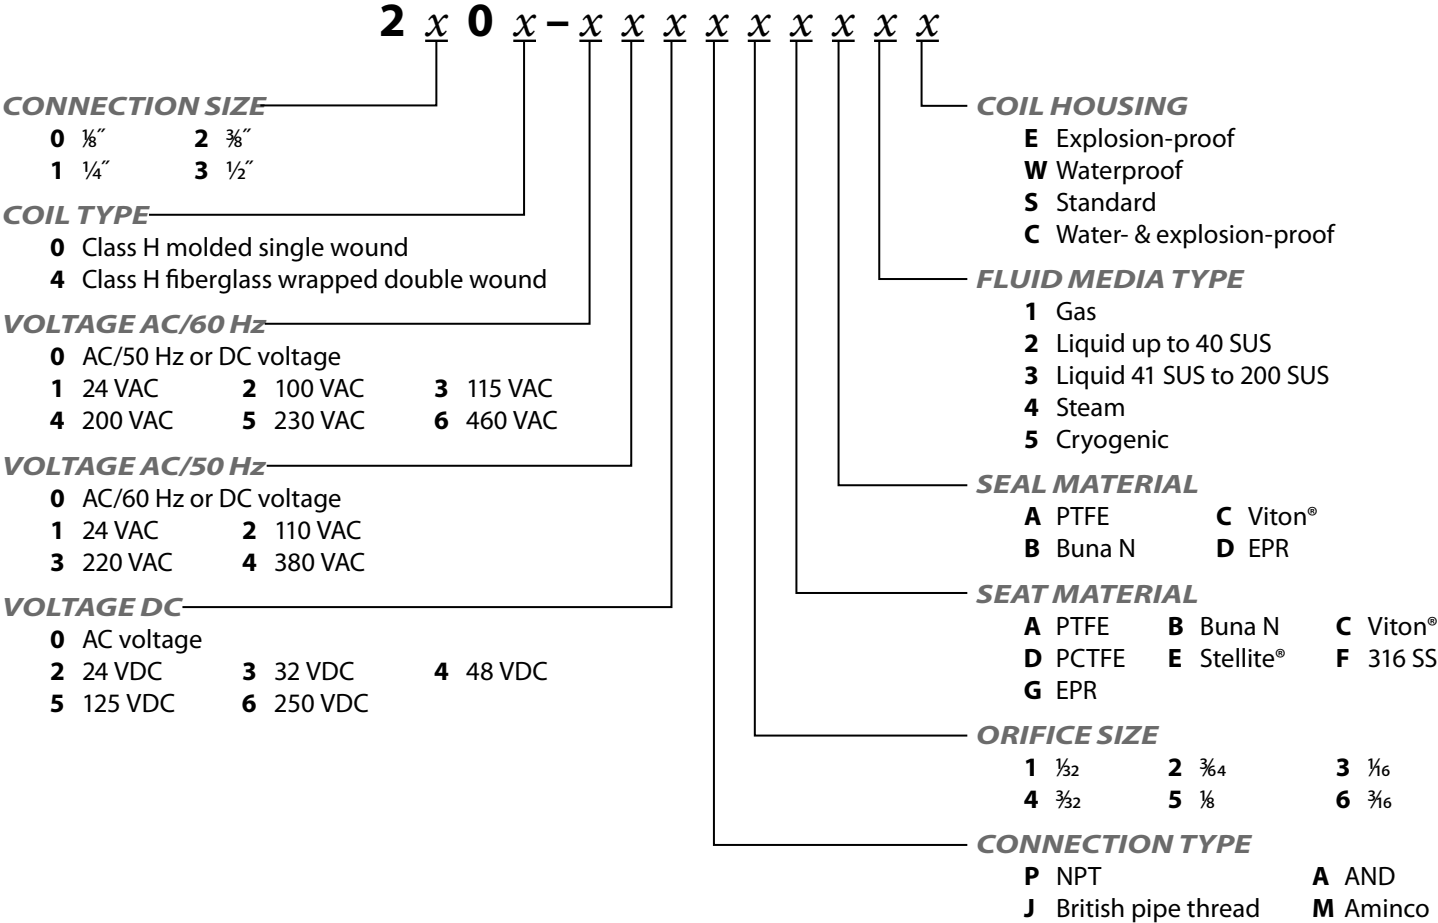 2 x 0 x – x x x x x x x x x
CONNECTION SIZE
0 ⅛˝ 2 ⅜˝
1 ¼˝ 3 ½˝
COIL TYPE
0 Class H molded single wound
4 Class H fiberglass wrapped double wound
VOLTAGE AC/60 Hz
0 AC/50 Hz or DC voltage
1 24 VAC 2 100 VAC 3 115 VAC
4 200 VAC 5 230 VAC 6 460 VAC
VOLTAGE AC/50 Hz
0 AC/60 Hz or DC voltage
1 24 VAC 2 110 VAC
3 220 VAC 4 380 VAC
VOLTAGE DC
0 AC voltage
2 24 VDC 3 32 VDC 4 48 VDC
5 125 VDC 6 250 VDC
COIL HOUSING
E Explosion-proof
W Waterproof
S Standard
C Water- & explosion-proof
FLUID MEDIA TYPE
1 Gas
2 Liquid up to 40 SUS
3 Liquid 41 SUS to 200 SUS
4 Steam
5 Cryogenic
SEAL MATERIAL
A PTFE C Viton®
B Buna N D EPR
SEAT MATERIAL
A PTFE B Buna N C Viton®
D PCTFE E Stellite® F 316 SS
G EPR
ORIFICE SIZE
1 1⁄32 2 3⁄64 3 1⁄16
4 3⁄32 5 ⅛ 6 3⁄16
CONNECTION TYPE
P NPT A AND
J British pipe thread M Aminco